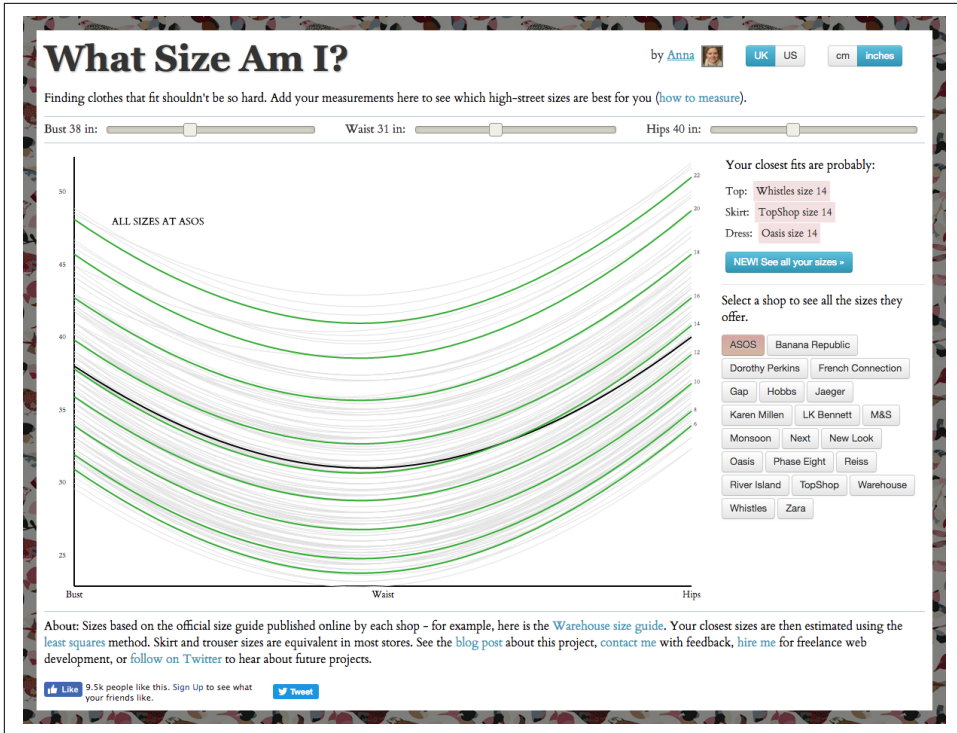 What Size Am I?
by Anna
UK US
cm inches
Finding clothes that fit shouldn't be so hard. Add your measurements here to see which high-street sizes are best for you (how to measure).
Bust 38 in:
Waist 31 in:
Hips 40 in:
ALL SIZES AT ASOS
50
45
40
35
30
25
22
20
18
16
14
12
10
8
6
Bust
Waist
Hips
Your closest fits are probably:
Top: Whistles size 14
Skirt: TopShop size 14
Dress: Oasis size 14
NEW! See all your sizes »
Select a shop to see all the sizes they
offer.
ASOS Banana Republic
Dorothy Perkins French Connection
Gap Hobbs Jaeger
Karen Millen LK Bennett M&S
Monsoon Next New Look
Oasis Phase Eight Reiss
River Island TopShop Warehouse
Whistles Zara
About: Sizes based on the official size guide published online by each shop – for example, here is the Warehouse size guide. Your closest sizes are then estimated using the
least squares method. Skirt and trouser sizes are equivalent in most stores. See the blog post about this project, contact me with feedback, hire me for freelance web
development, or follow on Twitter to hear about future projects.
Like
9.5k people like this. Sign Up to see what
your friends like.
Tweet